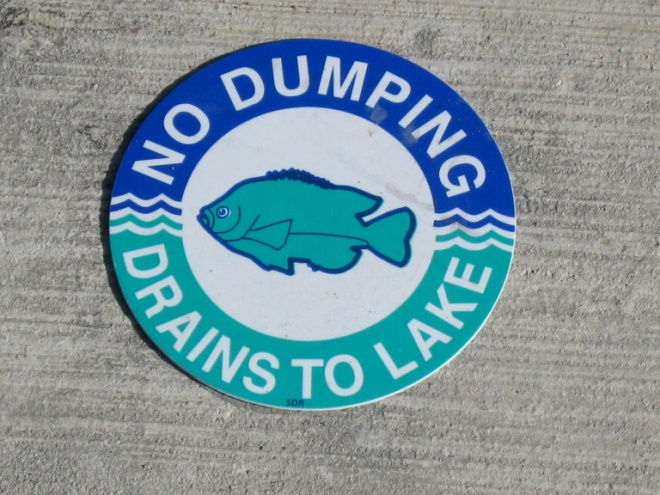 NO DUMPING
DRAINS TO LAKE
SDR